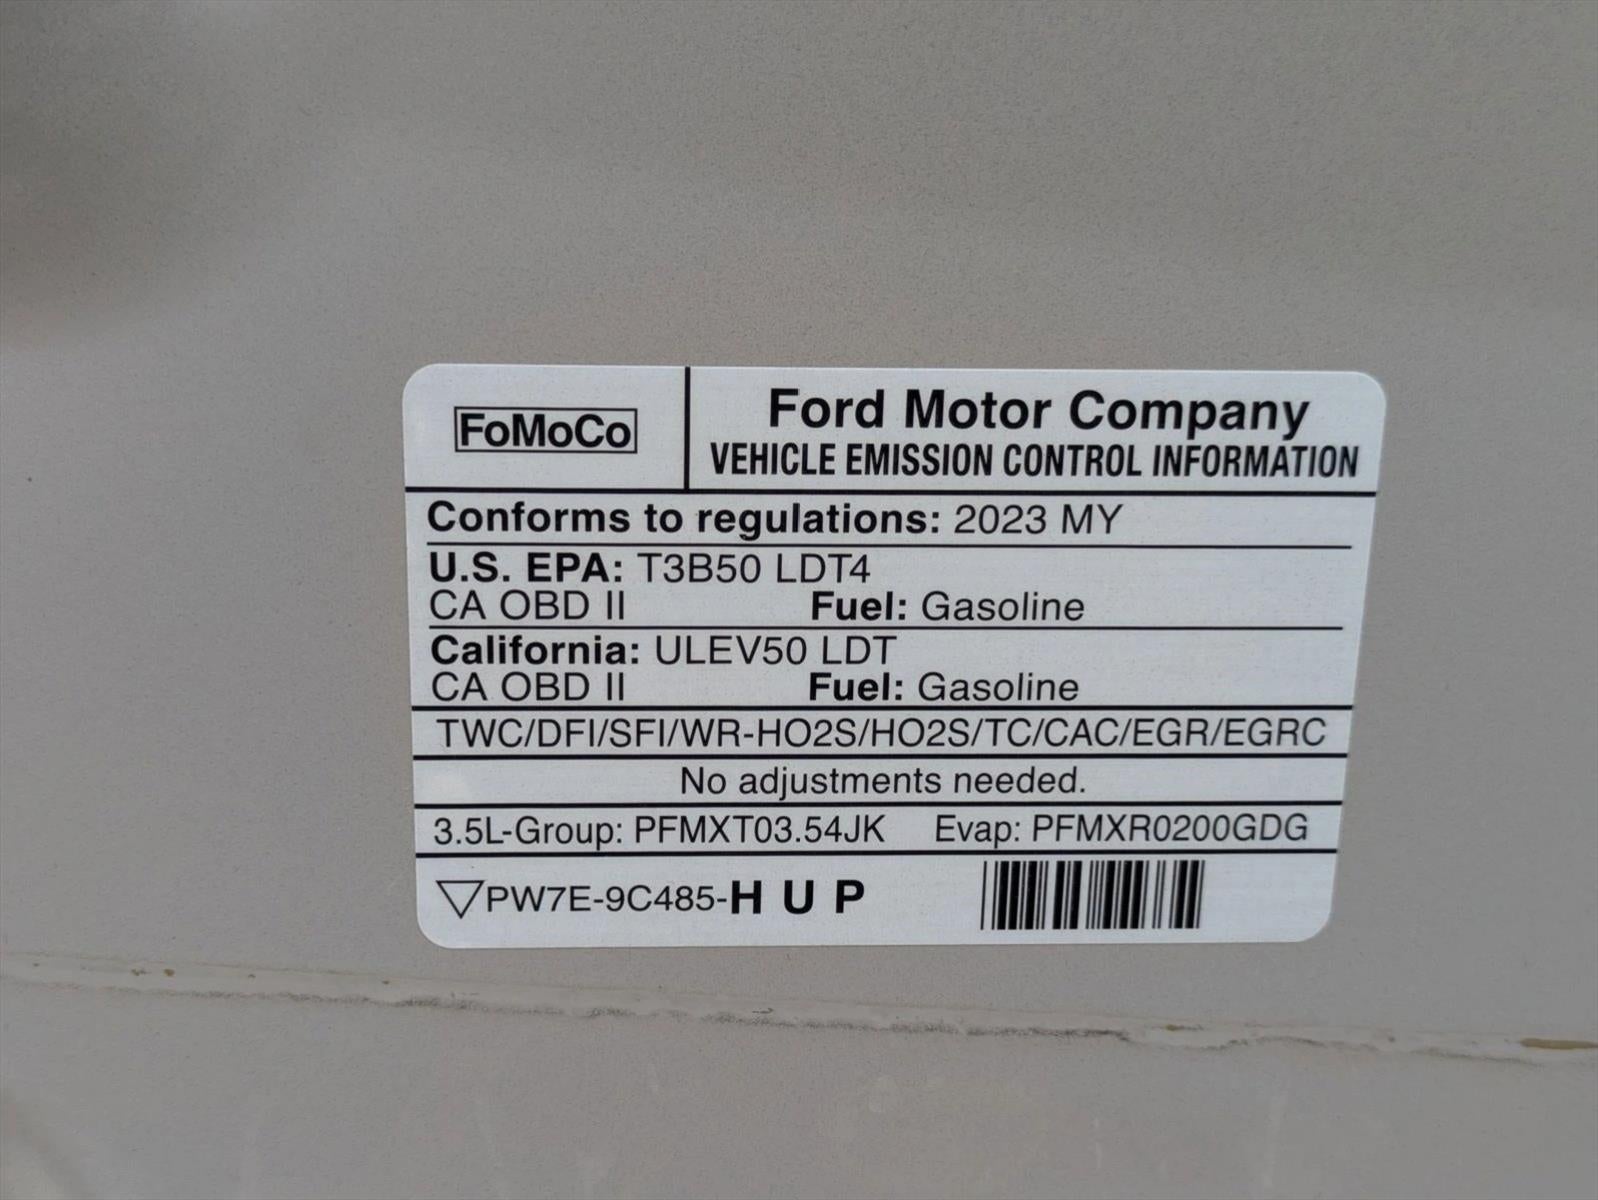 FoMoCo
Ford Motor Company
VEHICLE EMISSION CONTROL INFORMATION
Conforms to regulations: 2023 MY
U.S. EPA: T3B50 LDT4
CA OBD II Fuel: Gasoline
California: ULEV50 LDT
CA OBD II Fuel: Gasoline
TWC/DFI/SFI/WR-HO2S/HO2S/TC/CAC/EGR/EGRC
No adjustments needed.
3.5L-Group: PFMXT03.54JK Evap: PFMXR0200GDG
PW7E-9C485-H U P